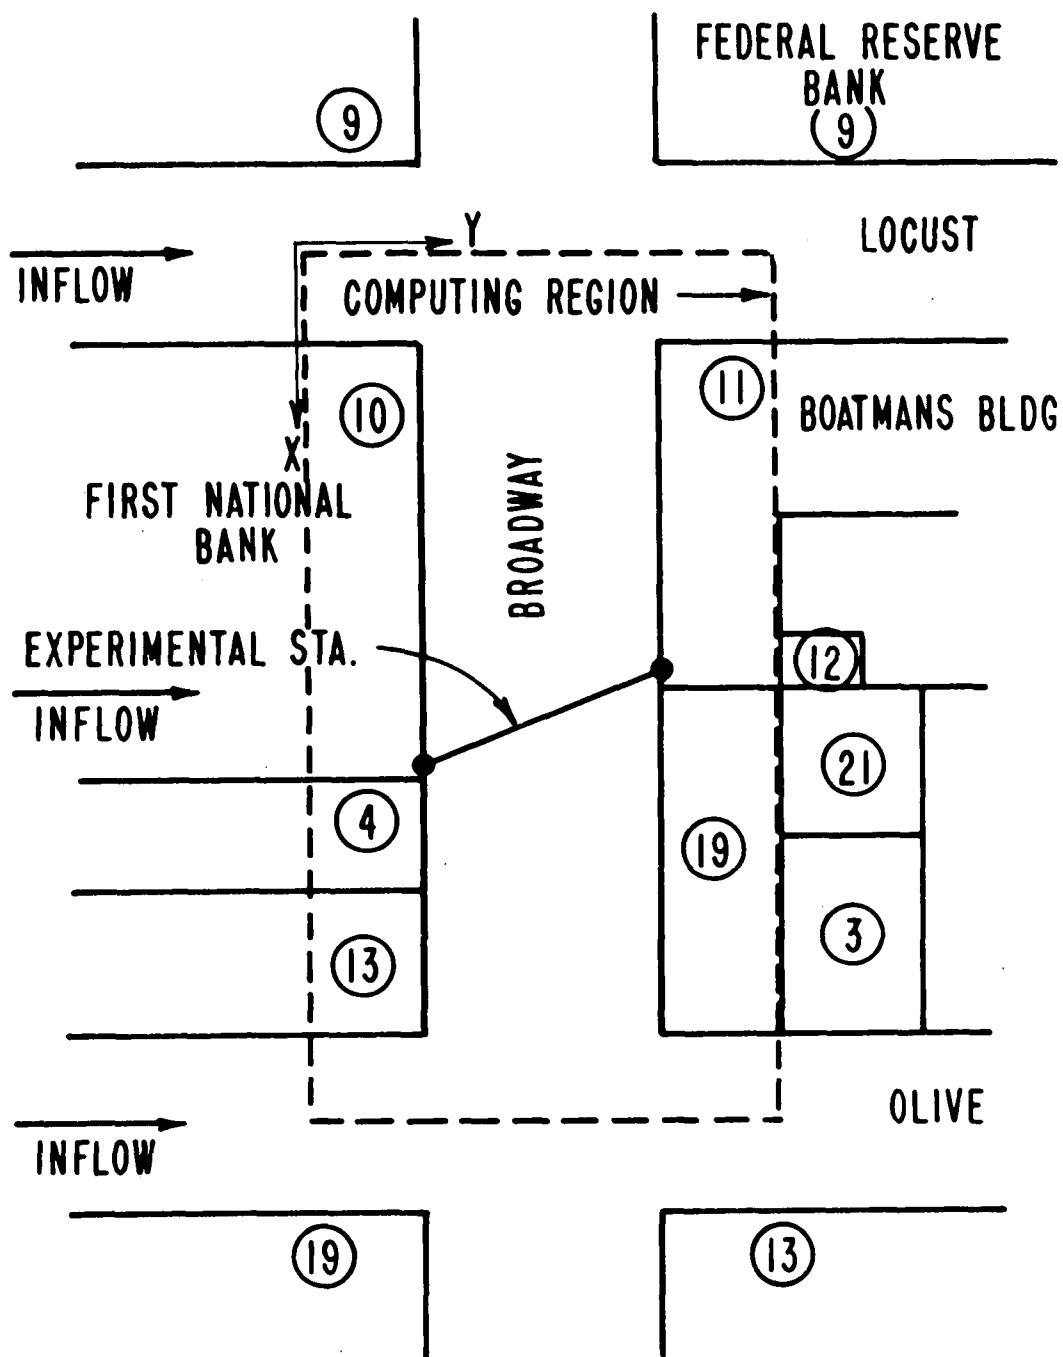 FEDERAL RESERVE
BANK
9
9
LOCUST
Y
INFLOW
COMPUTING REGION
11
10
BOATMANS BLDG
X
FIRST NATIONAL
BANK
BROADWAY
EXPERIMENTAL STA.
12
INFLOW
21
4
19
3
13
OLIVE
INFLOW
19
13